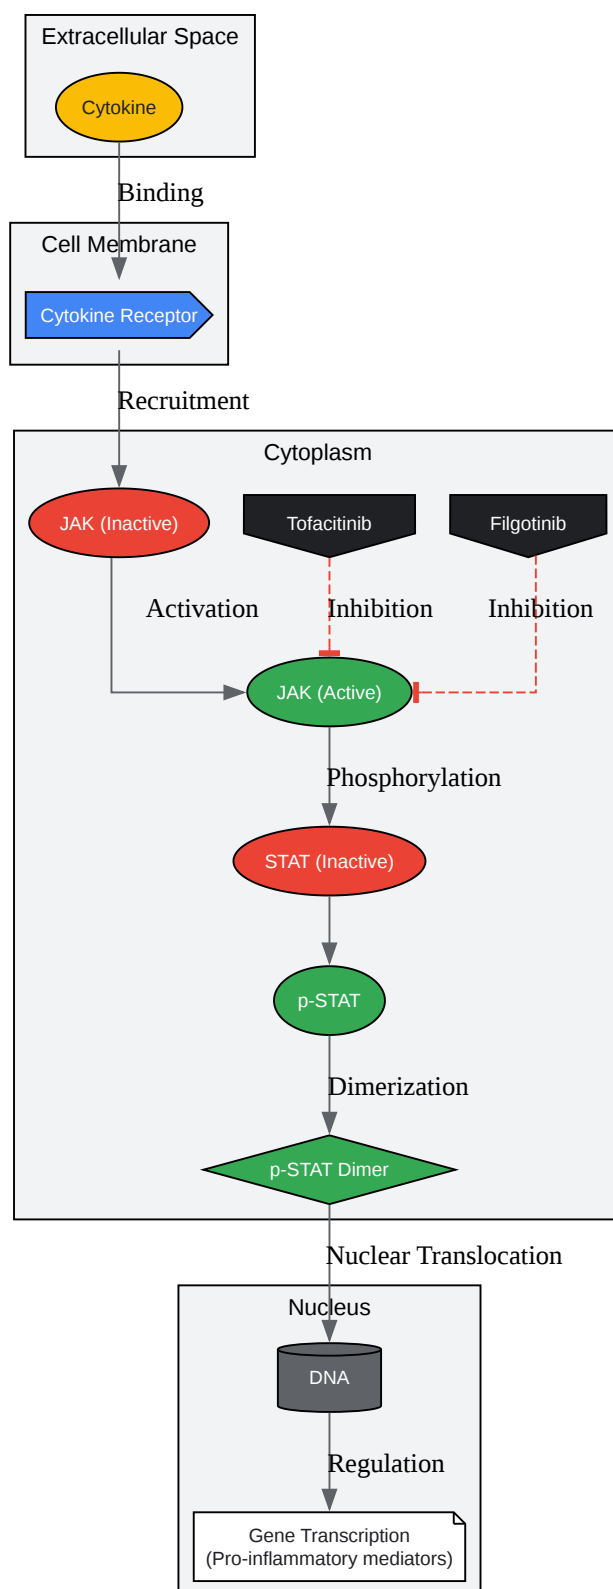 Extracellular Space
Cytokine
Binding
Cell Membrane
Cytokine Receptor
Recruitment
Cytoplasm
JAK (Inactive)
Tofacitinib
Filgotinib
Activation
Inhibition
Inhibition
JAK (Active)
Phosphorylation
STAT (Inactive)
p-STAT
Dimerization
p-STAT Dimer
Nuclear Translocation
Nucleus
DNA
Regulation
Gene Transcription
(Pro-inflammatory mediators)